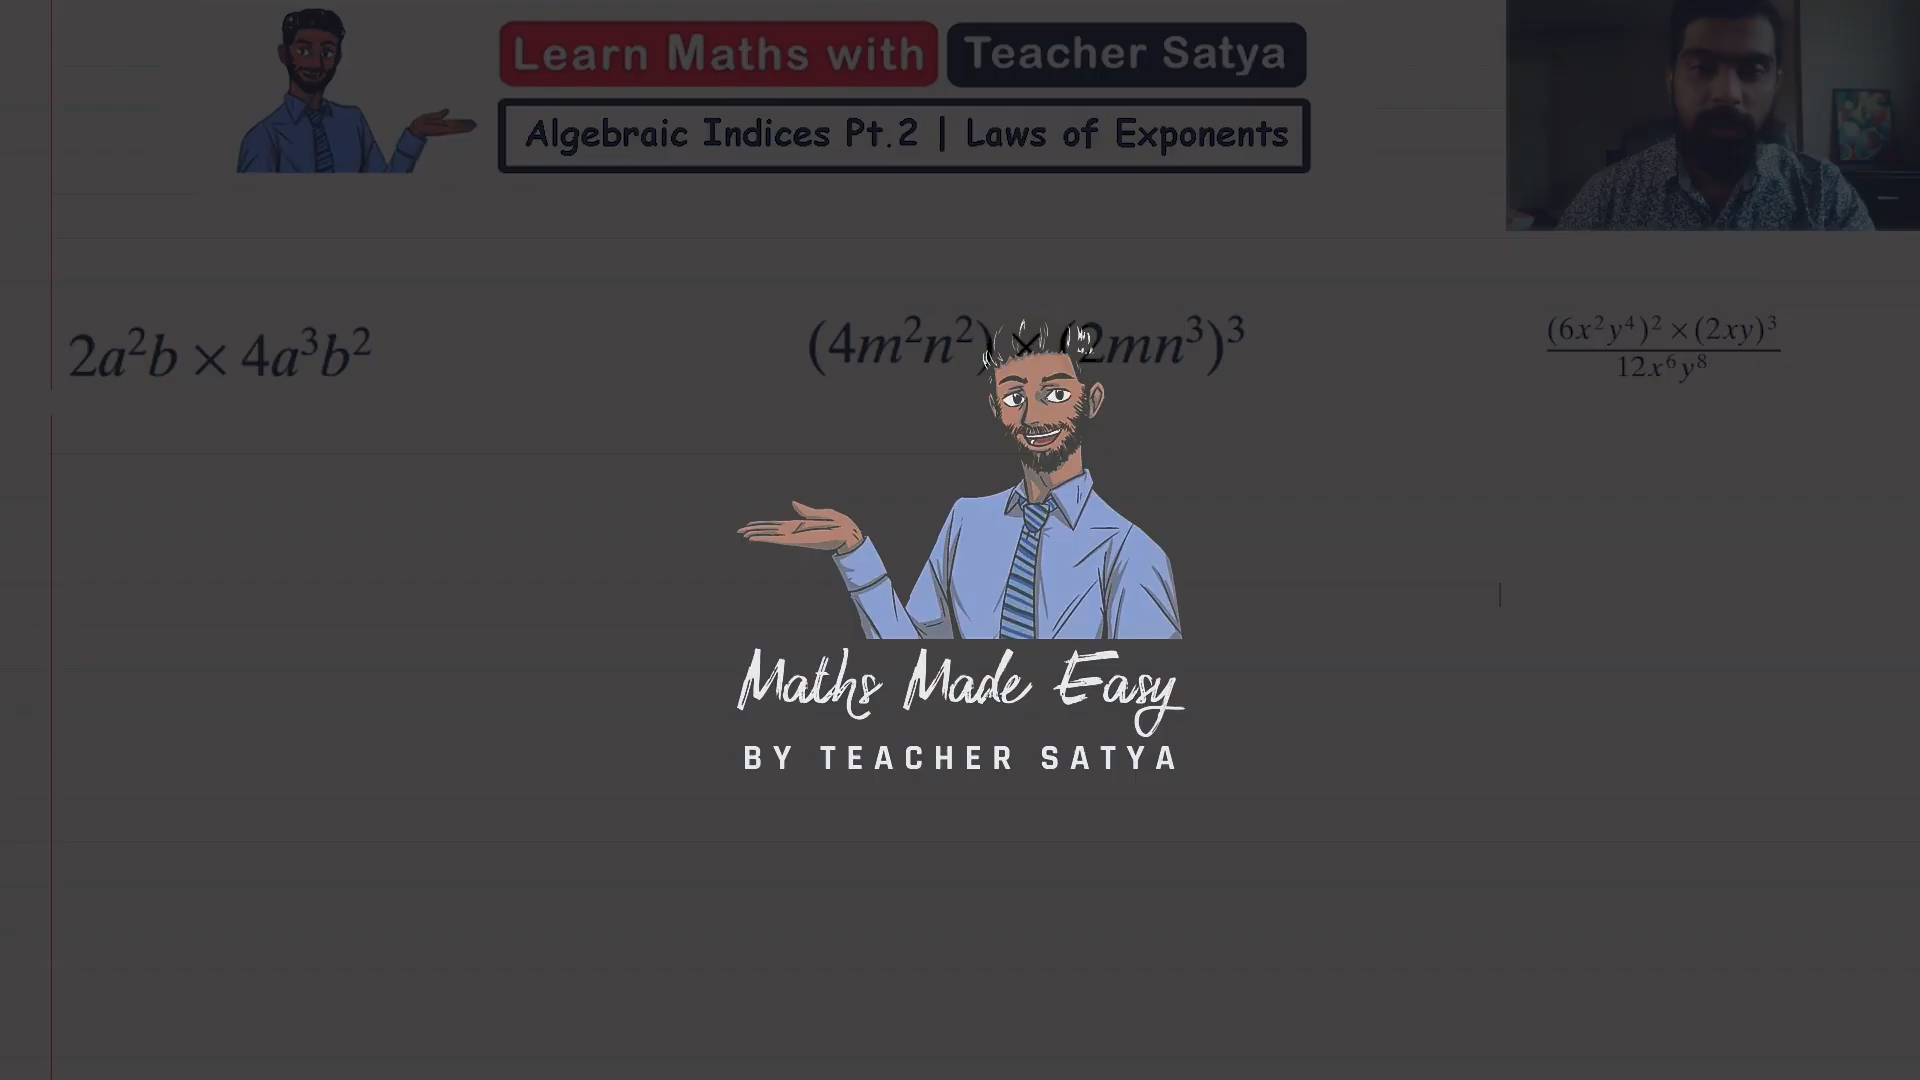 Learn Maths with Teacher Satya
Algebraic Indices Pt.2 | Laws of Exponents
2a²b × 4a³b²
(4m²n²) × (2mn³)³
(6x²y⁴)² × (2xy)³
12x⁶y⁸
Maths Made Easy
BY TEACHER SATYA